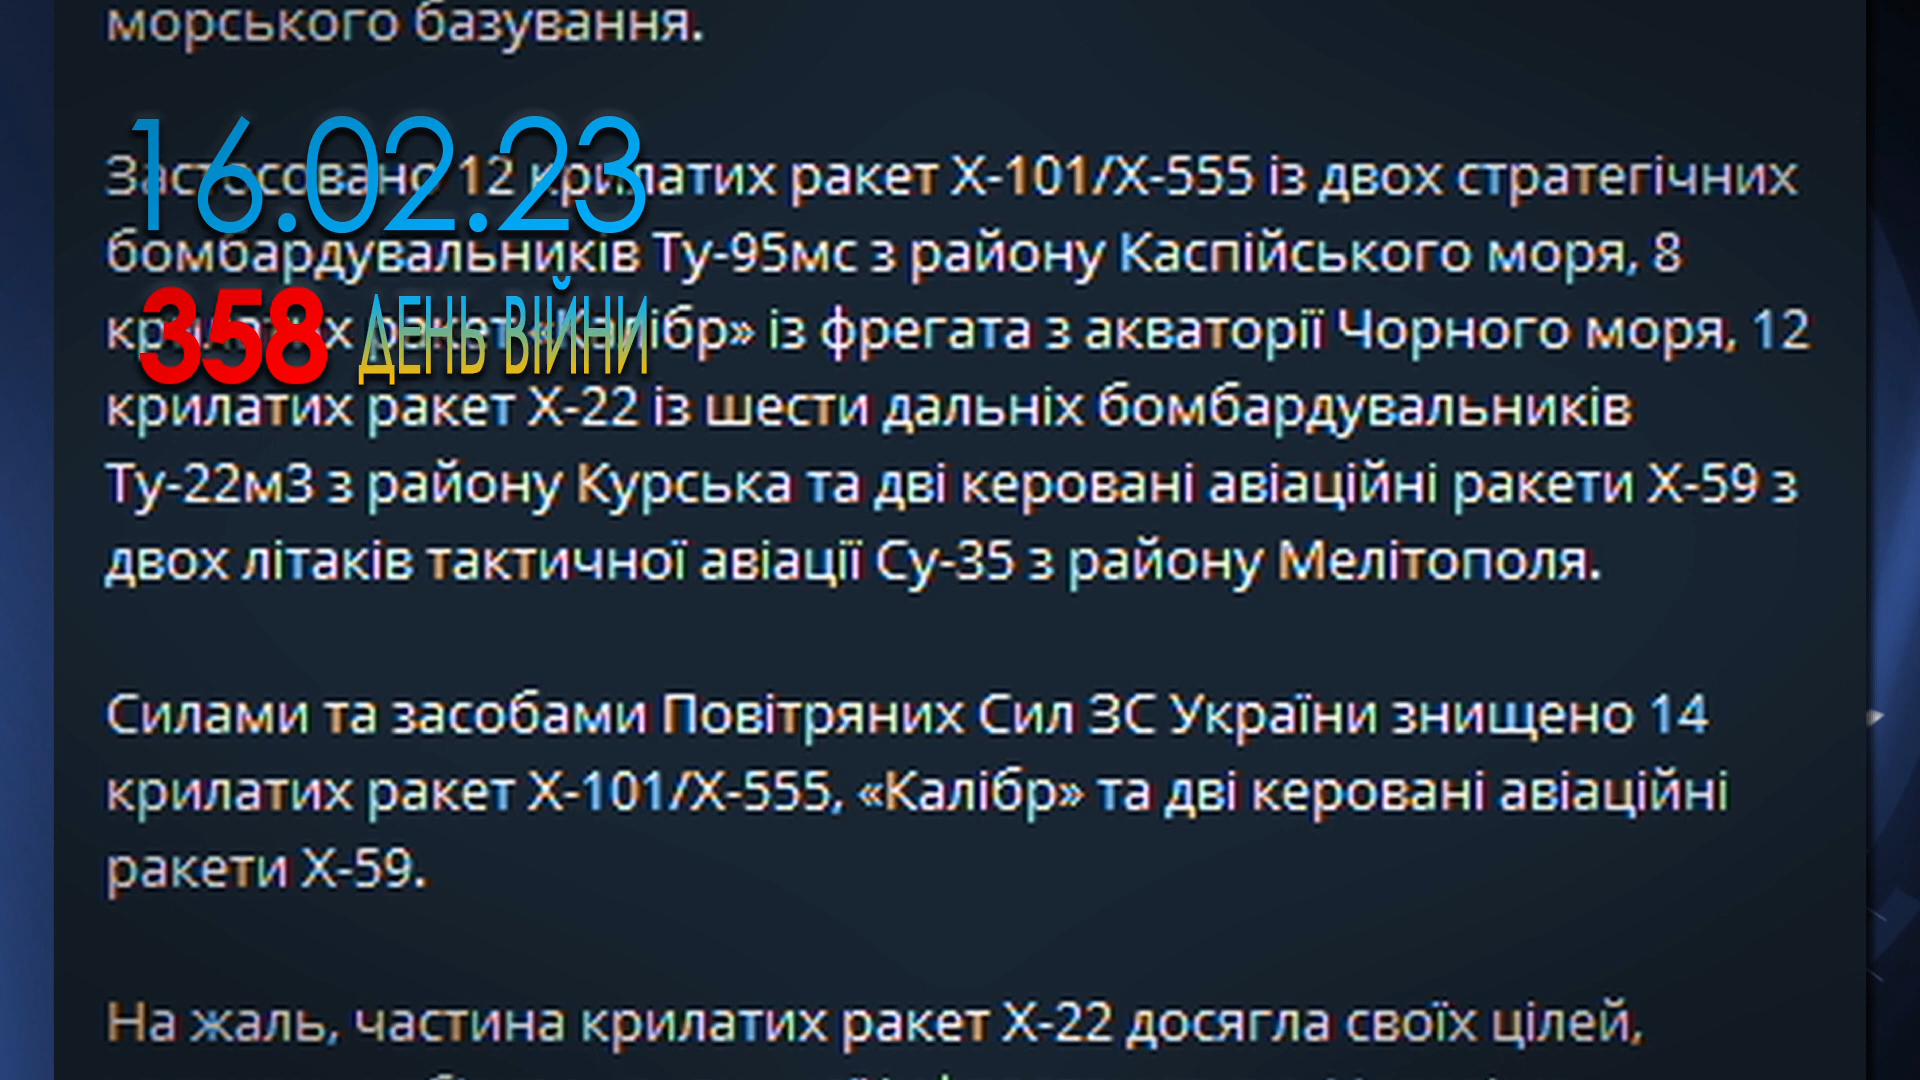 морського базування.
16.02.23
Застосовано 12 крилатих ракет Х-101/Х-555 із двох стратегічних
бомбардувальників Ту-95мс з району Каспійського моря, 8
358 ДЕНЬ ВІЙНИ
крилатих ракет «Калібр» із фрегата з акваторії Чорного моря, 12
крилатих ракет Х-22 із шести дальніх бомбардувальників
Ту-22м3 з району Курська та дві керовані авіаційні ракети Х-59 з
двох літаків тактичної авіації Су-35 з району Мелітополя.
Силами та засобами Повітряних Сил ЗС України знищено 14
крилатих ракет Х-101/Х-555, «Калібр» та дві керовані авіаційні
ракети Х-59.
На жаль, частина крилатих ракет Х-22 досягла своїх цілей,